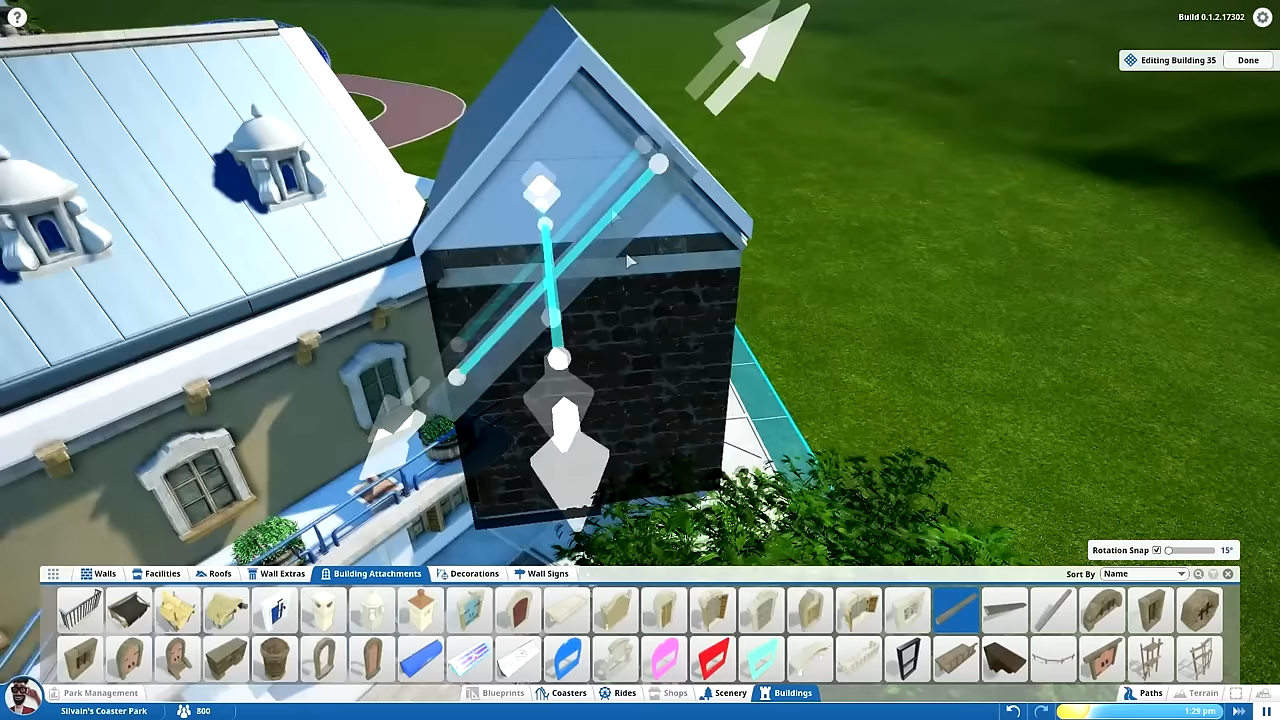 ?
Build 0.1.2.17302
Editing Building 35 Done
Rotation Snap 15°
Walls Facilities Roofs Wall Extras Building Attachments Decorations Wall Signs Sort By Name
Park Management Blueprints Coasters Rides Shops Scenery Buildings Paths Terrain
Silvain's Coaster Park 800 1:29 pm